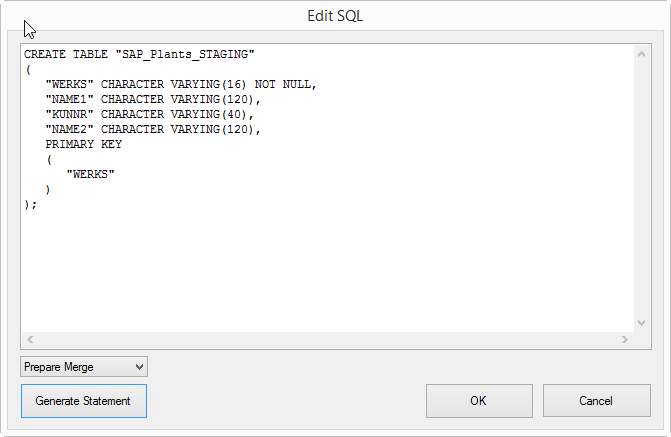 Edit SQL
CREATE TABLE "SAP_Plants_STAGING"
(
   "WERKS" CHARACTER VARYING(16) NOT NULL,
   "NAME1" CHARACTER VARYING(120),
   "KUNNR" CHARACTER VARYING(40),
   "NAME2" CHARACTER VARYING(120),
   PRIMARY KEY
   (
      "WERKS"
   )
);
Prepare Merge
Generate Statement
OK
Cancel